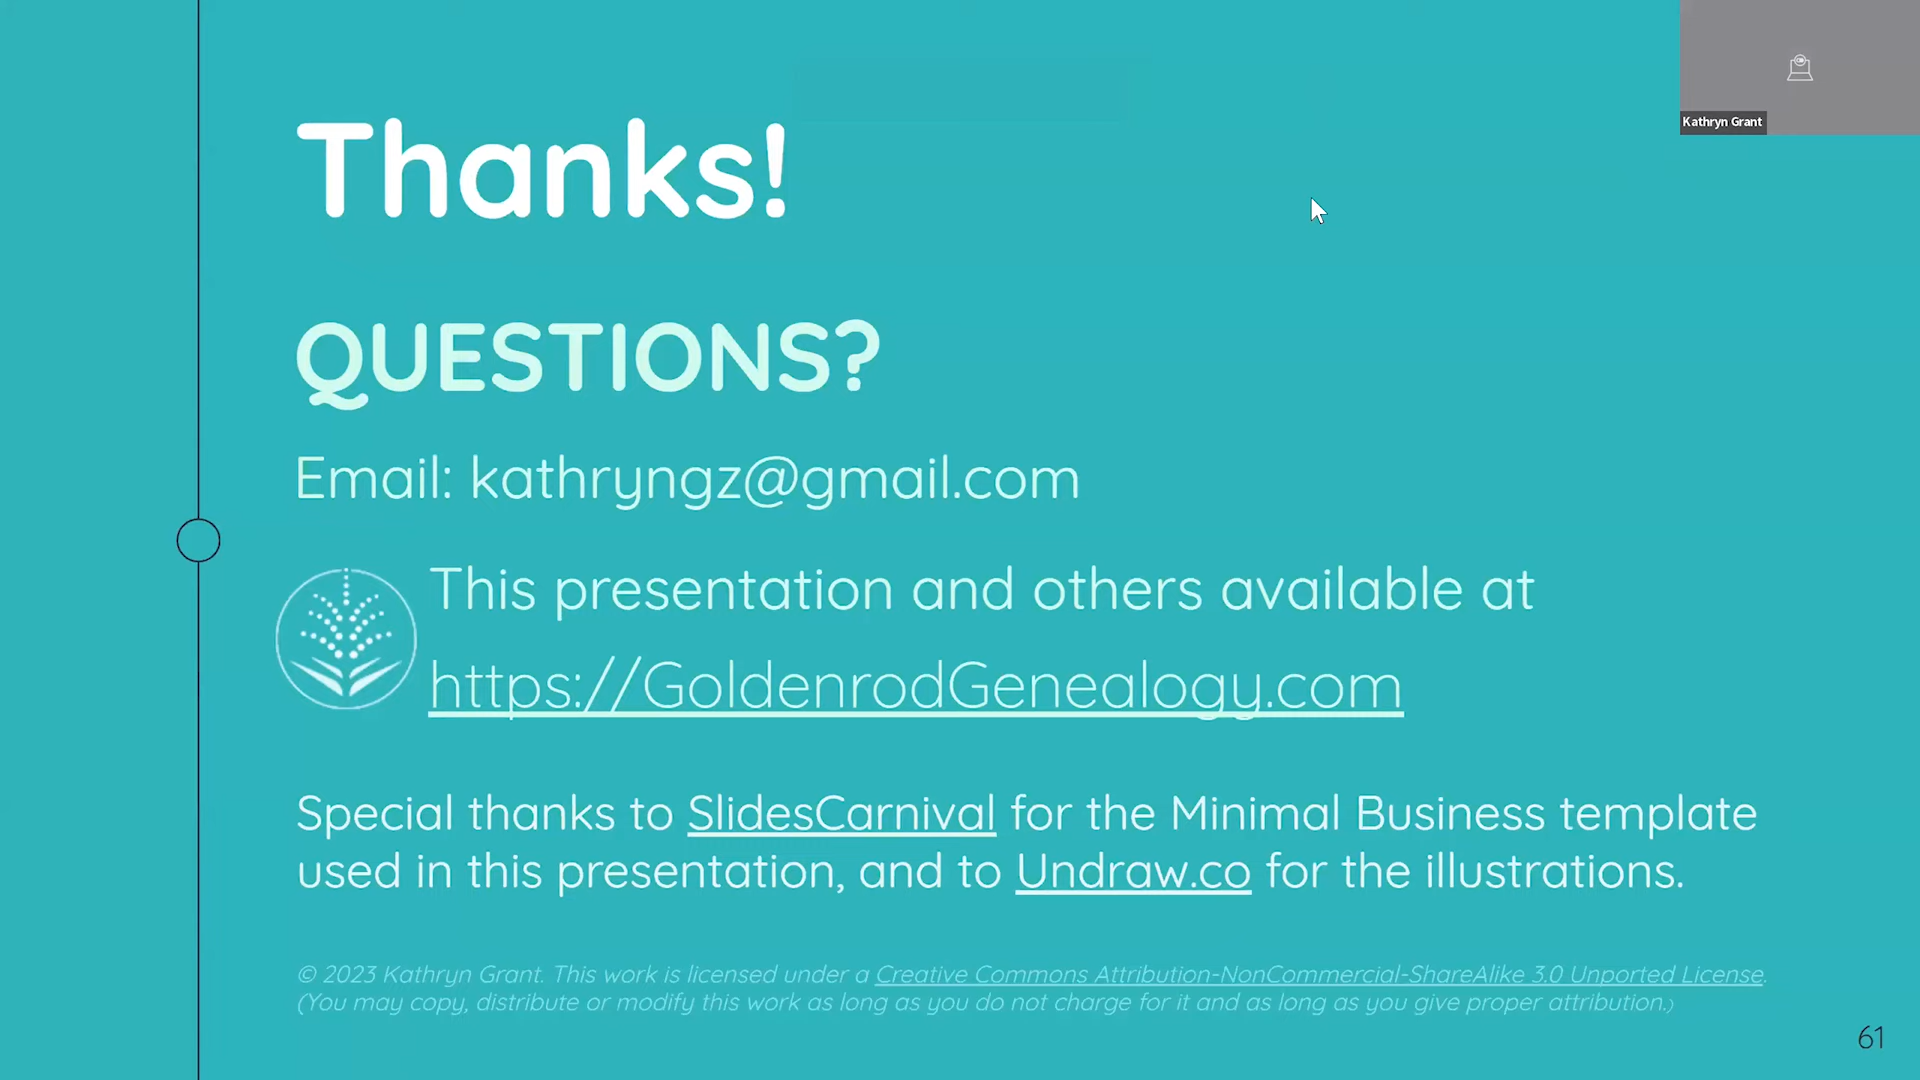 Kathryn Grant
Thanks!
QUESTIONS?
Email: kathryngz@gmail.com
This presentation and others available at
https://GoldenrodGenealogy.com
Special thanks to SlidesCarnival for the Minimal Business template
used in this presentation, and to Undraw.co for the illustrations.
© 2023 Kathryn Grant. This work is licensed under a Creative Commons Attribution-NonCommercial-ShareAlike 3.0 Unported License.
(You may copy, distribute or modify this work as long as you do not charge for it and as long as you give proper attribution.)
61